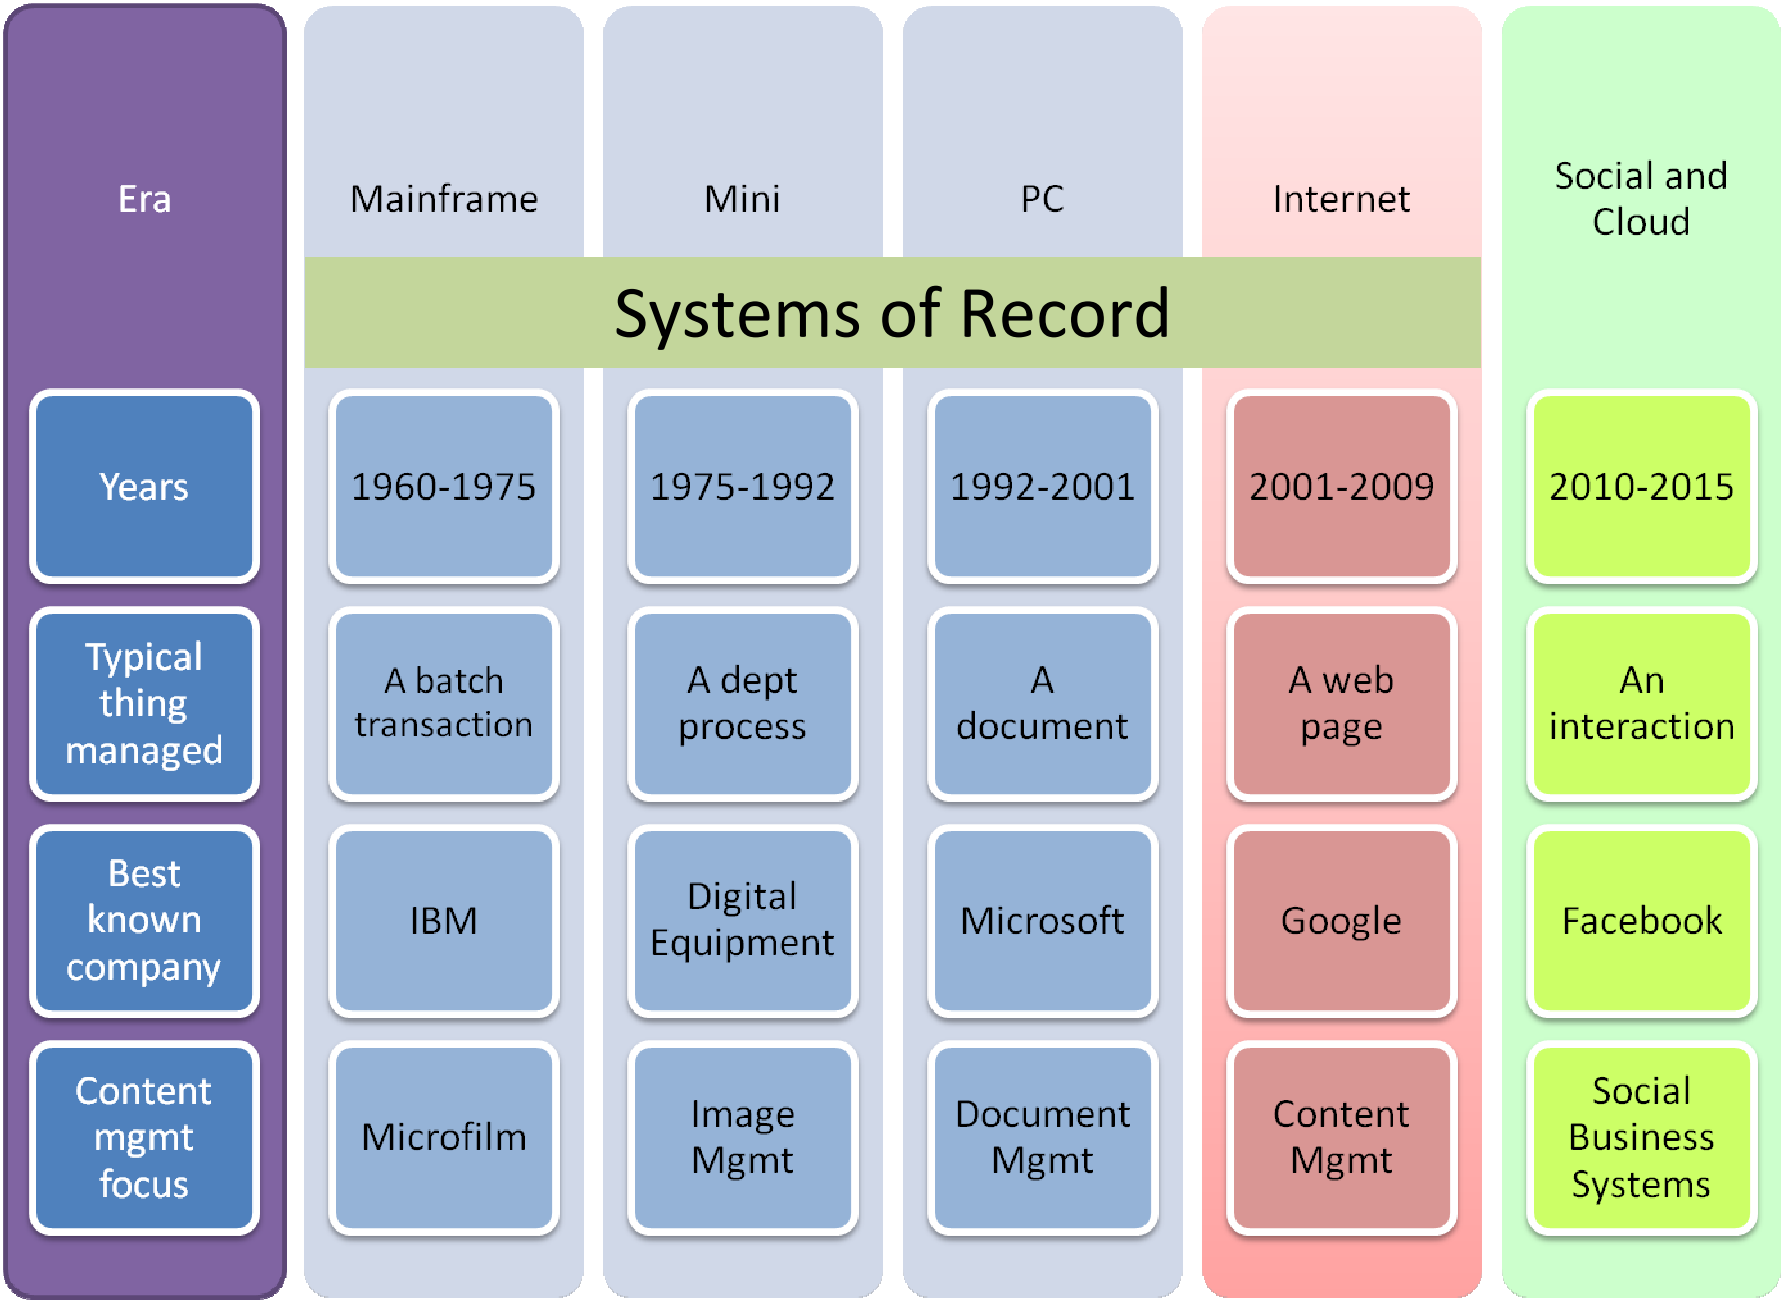 Era
Mainframe
Mini
PC
Internet
Social and
Cloud
Systems of Record
Years
1960-1975
1975-1992
1992-2001
2001-2009
2010-2015
Typical
thing
managed
A batch
transaction
A dept
process
A
document
A web
page
An
interaction
Best
known
company
IBM
Digital
Equipment
Microsoft
Google
Facebook
Content
mgmt
focus
Microfilm
Image
Mgmt
Document
Mgmt
Content
Mgmt
Social
Business
Systems